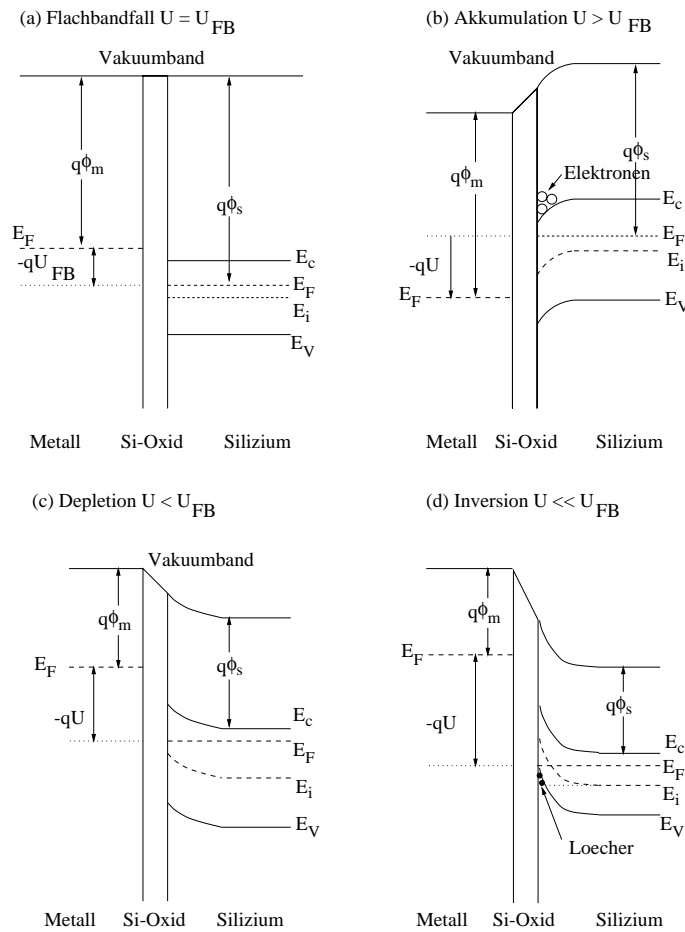 (a) Flachbandfall U = U_FB
Vakuumband
qϕ_m
qϕ_s
E_F
-qU_FB
E_c
E_F
E_i
E_V
Metall Si-Oxid Silizium
(b) Akkumulation U > U_FB
Vakuumband
qϕ_s
qϕ_m
Elektronen
E_c
E_F
-qU
E_i
E_F
E_V
Metall Si-Oxid Silizium
(c) Depletion U < U_FB
Vakuumband
qϕ_m
E_F
qϕ_s
-qU
E_c
E_F
E_i
E_V
Metall Si-Oxid Silizium
(d) Inversion U << U_FB
qϕ_m
E_F
qϕ_s
-qU
E_c
E_F
E_i
E_V
Loecher
Metall Si-Oxid Silizium